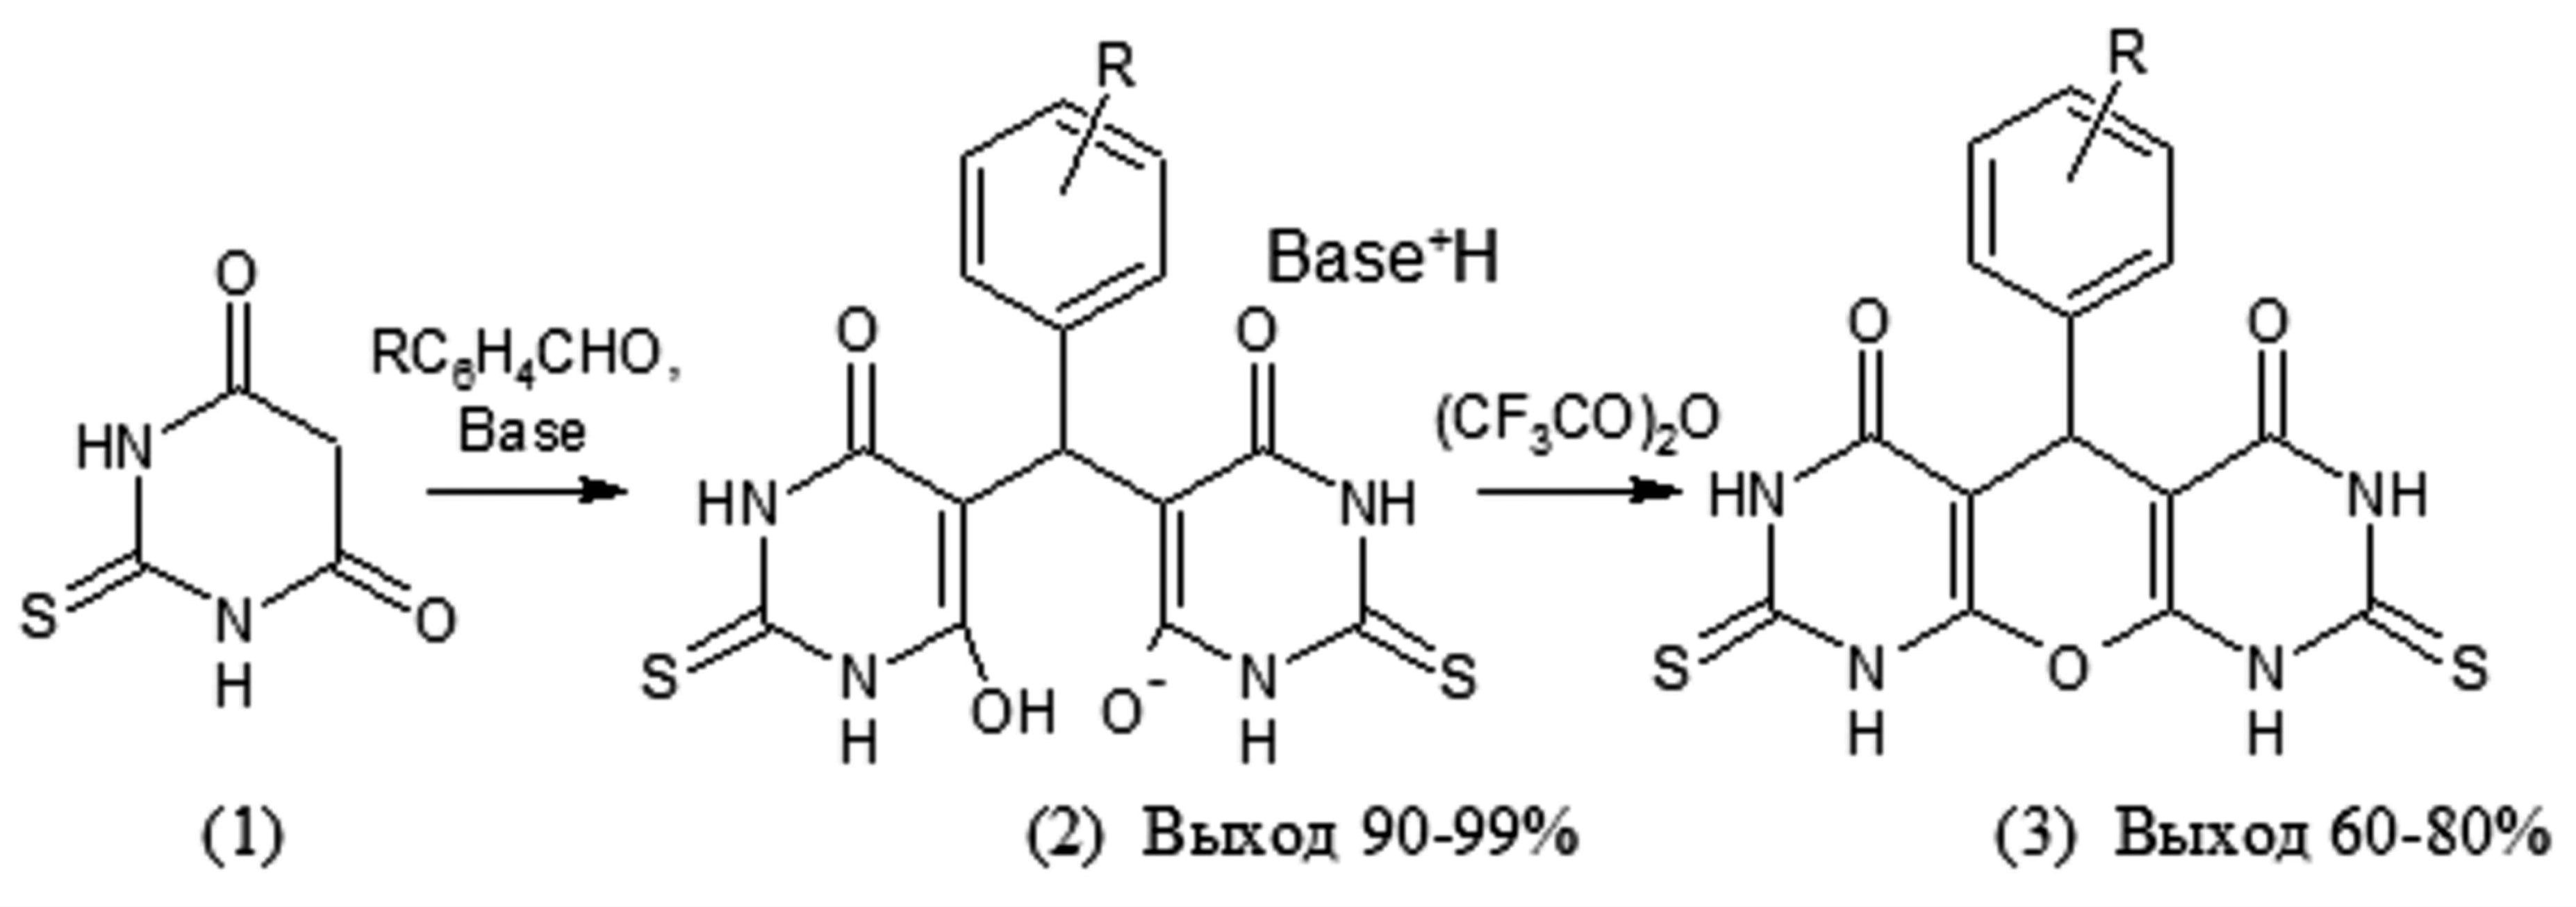 O
HN
S
N
H
O
(1)
RC6H4CHO,
Base
R
Base+H
O
O
HN
NH
S
N
H
OH
O-
N
H
S
(2) Выход 90-99%
(CF3CO)2O
R
O
O
HN
NH
S
N
H
O
N
H
S
(3) Выход 60-80%